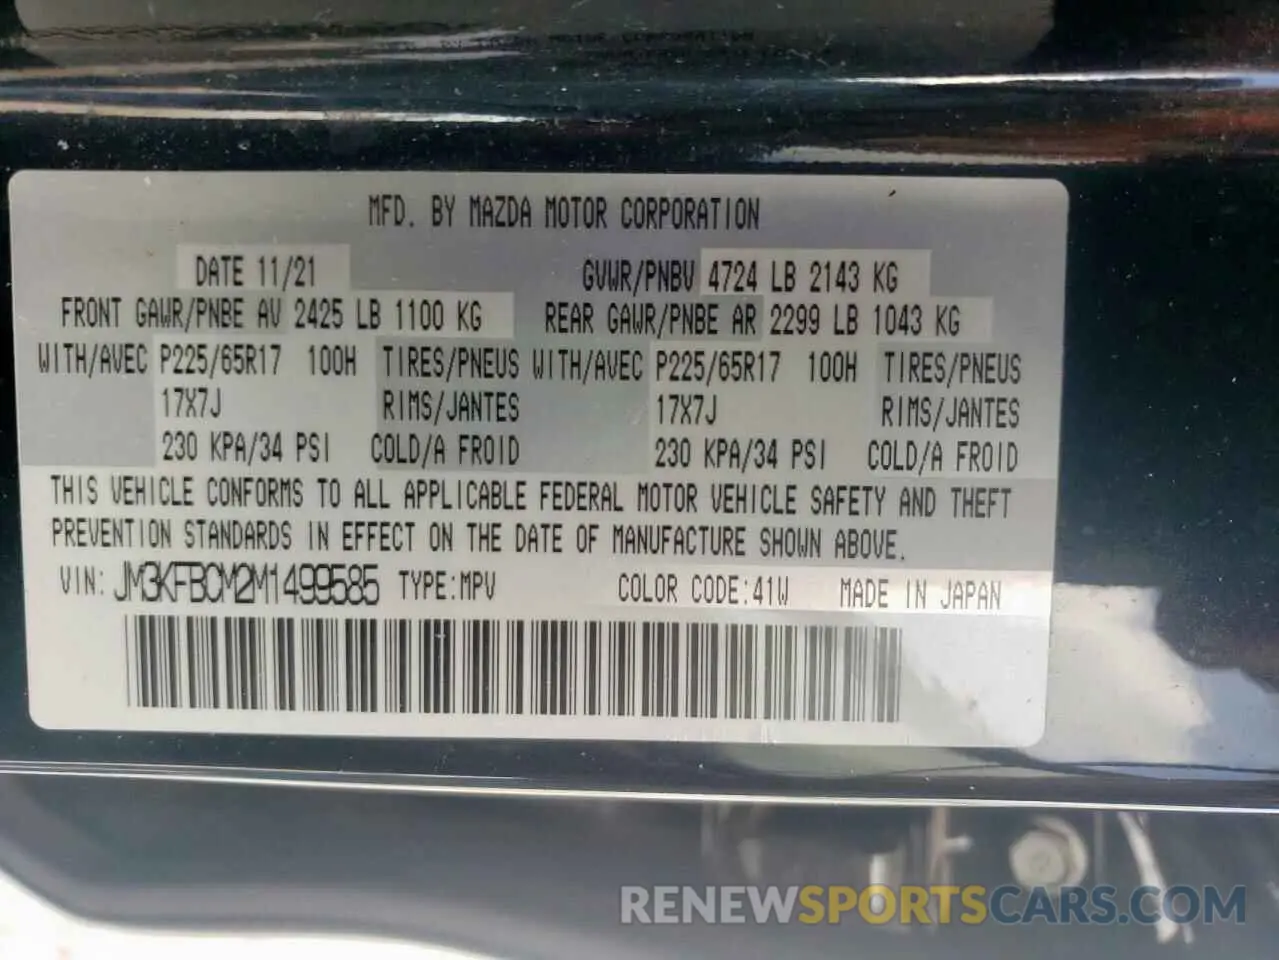 MFD. BY MAZDA MOTOR CORPORATION
DATE 11/21 GVWR/PNBV 4724 LB 2143 KG
FRONT GAWR/PNBE AV 2425 LB 1100 KG REAR GAWR/PNBE AR 2299 LB 1043 KG
WITH/AVEC P225/65R17 100H TIRES/PNEUS WITH/AVEC P225/65R17 100H TIRES/PNEUS
17X7J RIMS/JANTES 17X7J RIMS/JANTES
230 KPA/34 PSI COLD/A FROID 230 KPA/34 PSI COLD/A FROID
THIS VEHICLE CONFORMS TO ALL APPLICABLE FEDERAL MOTOR VEHICLE SAFETY AND THEFT
PREVENTION STANDARDS IN EFFECT ON THE DATE OF MANUFACTURE SHOWN ABOVE.
VIN: JM3KFBCM2M1499585 TYPE:MPV COLOR CODE:41W MADE IN JAPAN
RENEWSPORTSCARS.COM